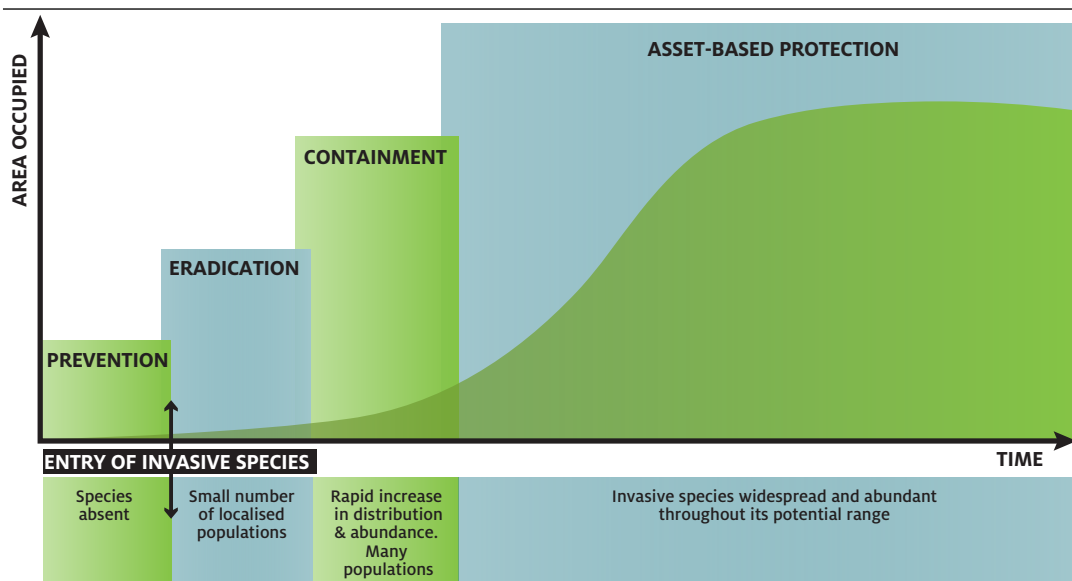 ASSET-BASED PROTECTION
AREA OCCUPIED
CONTAINMENT
ERADICATION
PREVENTION
ENTRY OF INVASIVE SPECIES
TIME
Species
absent
Small number
of localised
populations
Rapid increase
in distribution
& abundance.
Many
populations
Invasive species widespread and abundant
throughout its potential range